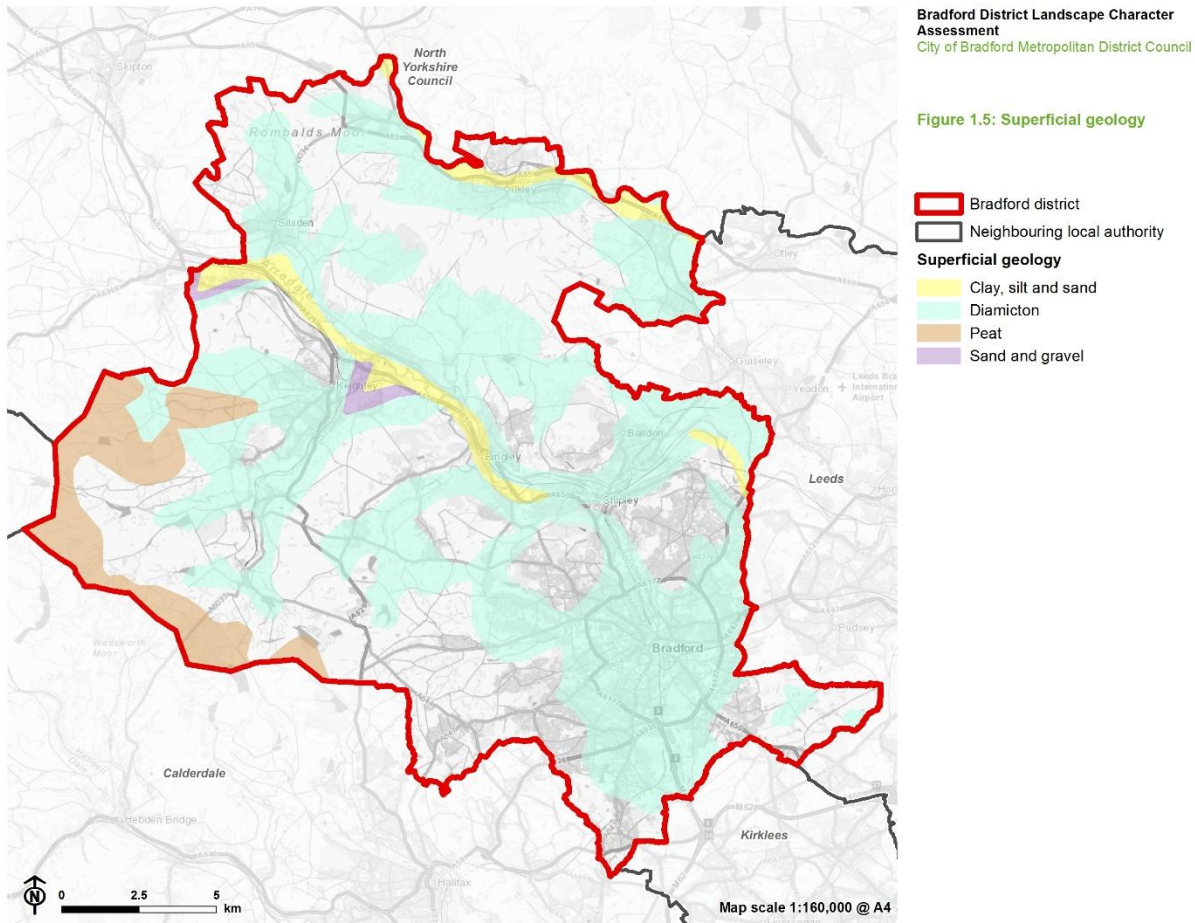 Bradford District Landscape Character
Assessment
City of Bradford Metropolitan District Council
Figure 1.5: Superficial geology
Bradford district
Neighbouring local authority
Superficial geology
Clay, silt and sand
Diamicton
Peat
Sand and gravel
North
Yorkshire
Council
Skipton
Rombalds Moor
A65
Ilkley
Silsden
Airedale
Otley
Guiseley
Yeadon
Keighley
Baildon
Bingley
Shipley
Leeds
Pudsey
Wadsworth
Moor
Bradford
Calderdale
Hebden Bridge
Halifax
Kirklees
M62
N
0 2.5 5
km
Map scale 1:160,000 @ A4